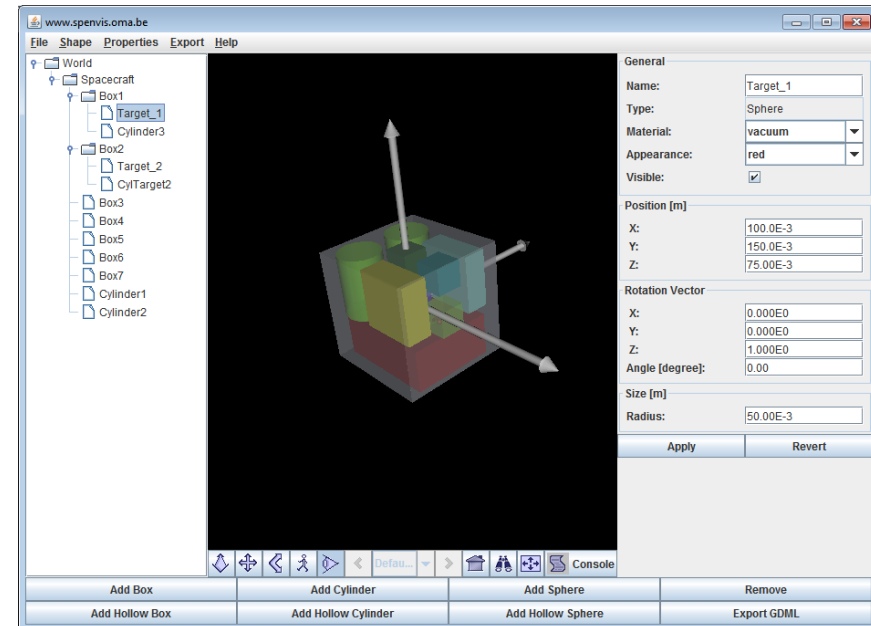 www.spenvis.oma.be
File Shape Properties Export Help
World
Spacecraft
Box1
Target_1
Cylinder3
Box2
Target_2
CylTarget2
Box3
Box4
Box5
Box6
Box7
Cylinder1
Cylinder2
General
Name: Target_1
Type: Sphere
Material: vacuum
Appearance: red
Visible:
Position [m]
X: 100.0E-3
Y: 150.0E-3
Z: 75.00E-3
Rotation Vector
X: 0.000E0
Y: 0.000E0
Z: 1.000E0
Angle [degree]: 0.00
Size [m]
Radius: 50.00E-3
Apply Revert
Defau... Console
Add Box Add Cylinder Add Sphere Remove
Add Hollow Box Add Hollow Cylinder Add Hollow Sphere Export GDML